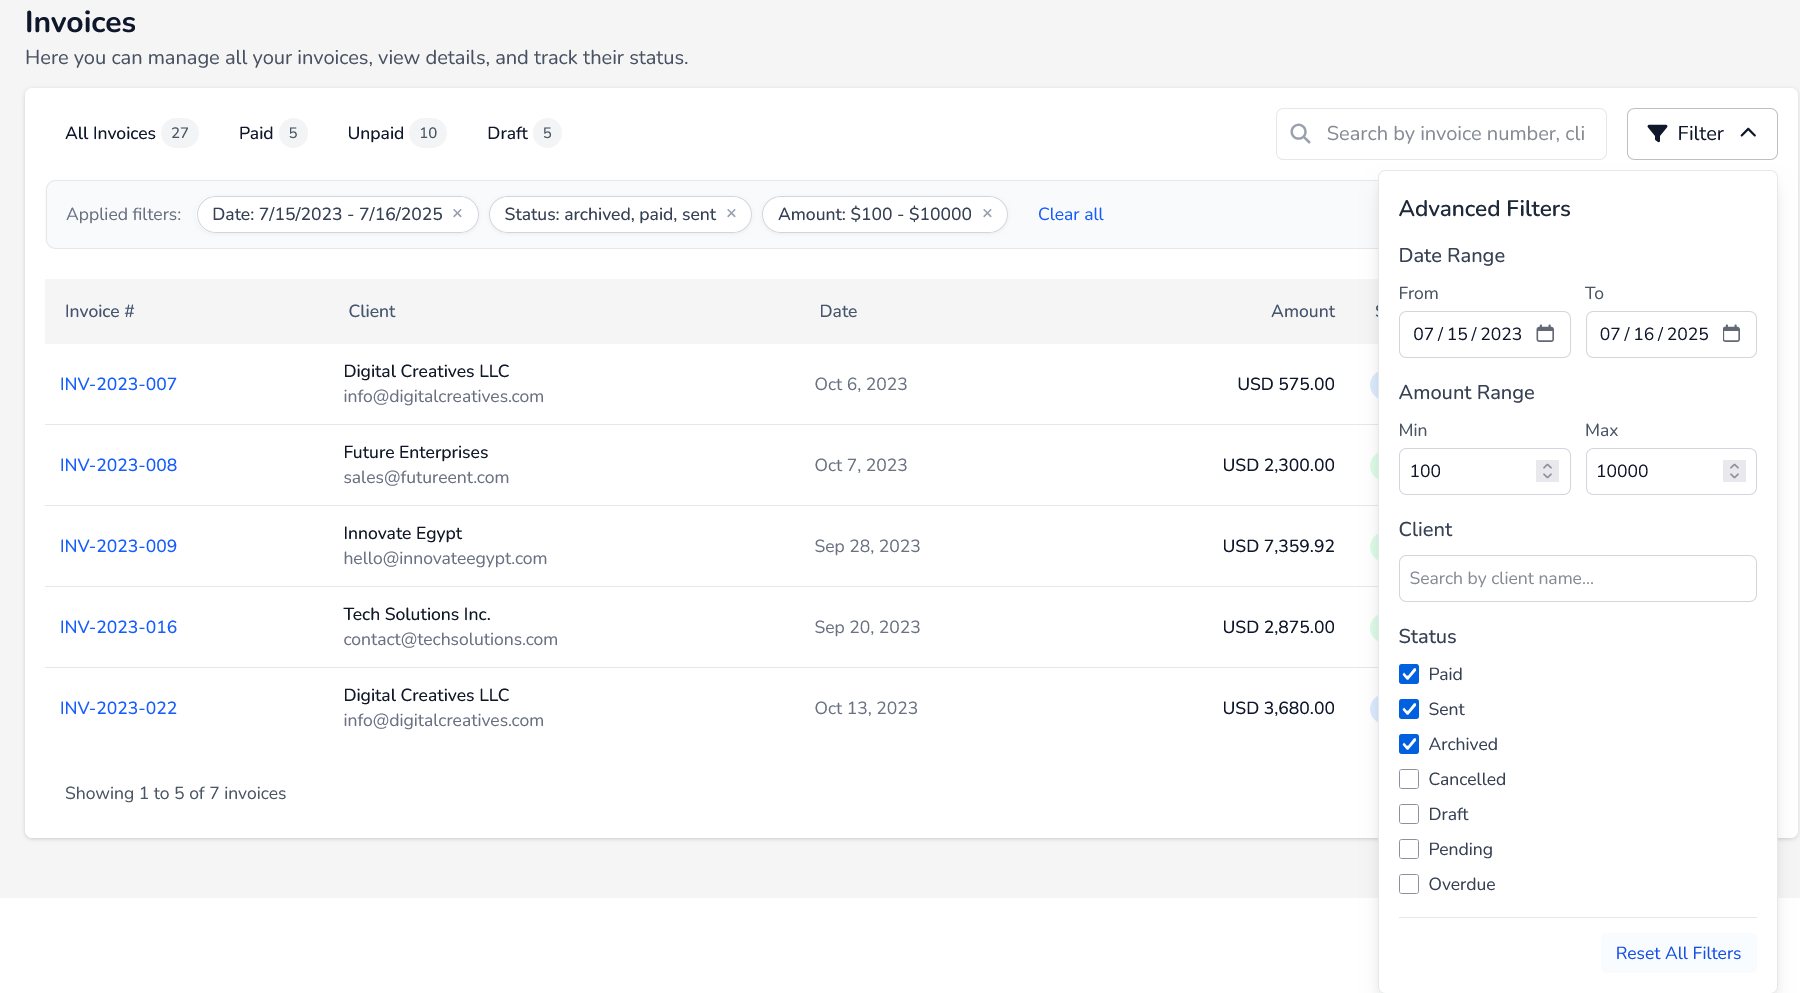 Invoices
Here you can manage all your invoices, view details, and track their status.
All Invoices 27 Paid 5 Unpaid 10 Draft 5
Search by invoice number, cli
Filter
Applied filters: Date: 7/15/2023 - 7/16/2025 × Status: archived, paid, sent × Amount: $100 - $10000 × Clear all
Invoice # Client Date Amount
INV-2023-007 Digital Creatives LLC Oct 6, 2023 USD 575.00
info@digitalcreatives.com
INV-2023-008 Future Enterprises Oct 7, 2023 USD 2,300.00
sales@futureent.com
INV-2023-009 Innovate Egypt Sep 28, 2023 USD 7,359.92
hello@innovateegypt.com
INV-2023-016 Tech Solutions Inc. Sep 20, 2023 USD 2,875.00
contact@techsolutions.com
INV-2023-022 Digital Creatives LLC Oct 13, 2023 USD 3,680.00
info@digitalcreatives.com
Showing 1 to 5 of 7 invoices
Advanced Filters
Date Range
From To
07/15/2023 07/16/2025
Amount Range
Min Max
100 10000
Client
Search by client name...
Status
Paid
Sent
Archived
Cancelled
Draft
Pending
Overdue
Reset All Filters